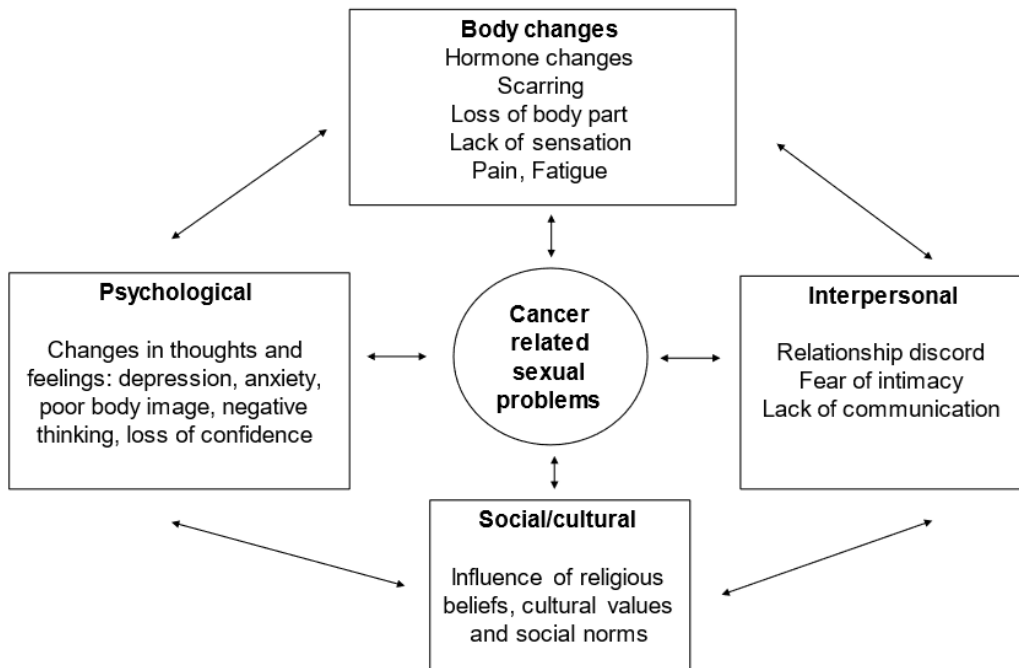 Body changes
Hormone changes
Scarring
Loss of body part
Lack of sensation
Pain, Fatigue
Psychological
Changes in thoughts and
feelings: depression, anxiety,
poor body image, negative
thinking, loss of confidence
Cancer
related
sexual
problems
Interpersonal
Relationship discord
Fear of intimacy
Lack of communication
Social/cultural
Influence of religious
beliefs, cultural values
and social norms